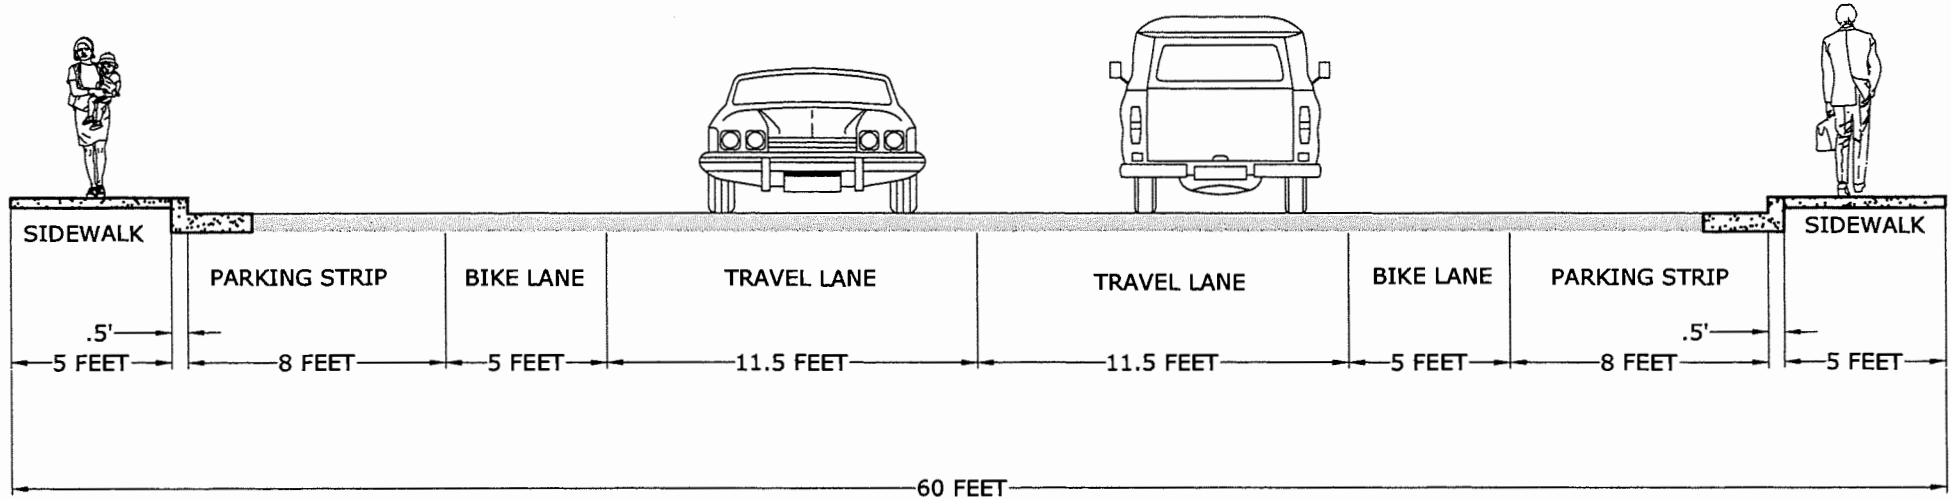 SIDEWALK
SIDEWALK
PARKING STRIP
BIKE LANE
TRAVEL LANE
TRAVEL LANE
BIKE LANE
PARKING STRIP
.5'
.5'
5 FEET
8 FEET
5 FEET
11.5 FEET
11.5 FEET
5 FEET
8 FEET
5 FEET
60 FEET